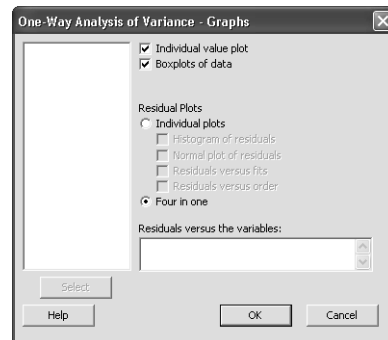 One-Way Analysis of Variance - Graphs
Individual value plot
Boxplots of data
Residual Plots
Individual plots
Histogram of residuals
Normal plot of residuals
Residuals versus fits
Residuals versus order
Four in one
Residuals versus the variables:
Select
Help
OK
Cancel